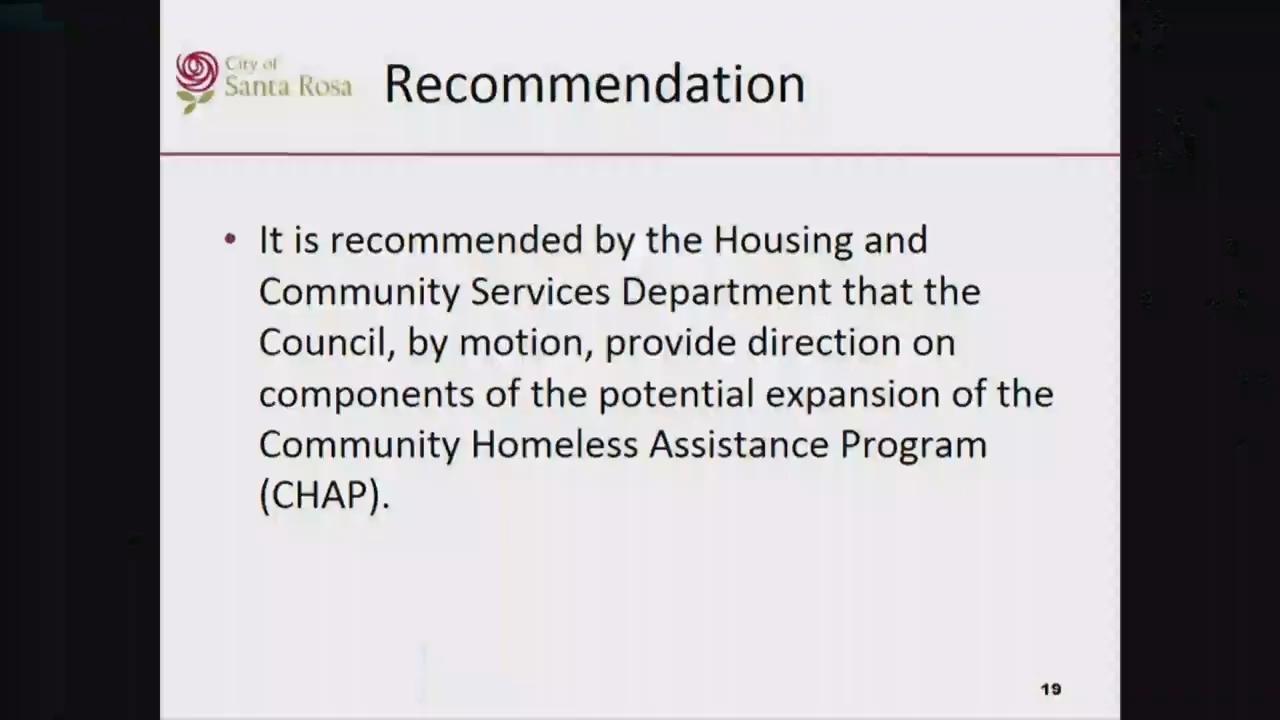 City of
Santa Rosa
Recommendation
• It is recommended by the Housing and
Community Services Department that the
Council, by motion, provide direction on
components of the potential expansion of the
Community Homeless Assistance Program
(CHAP).
19